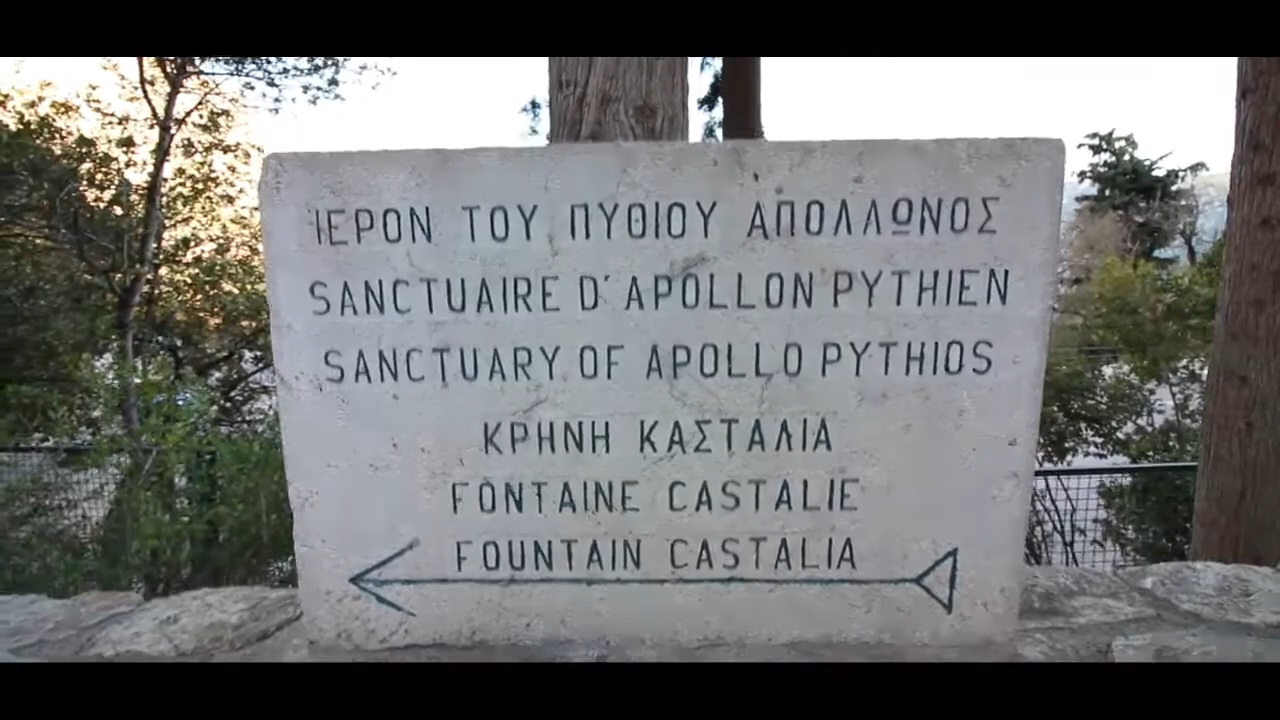 ΙΕΡΟΝ ΤΟΥ ΠΥΘΙΟΥ ΑΠΟΛΛΩΝΟΣ
SANCTUAIRE D'APOLLON PYTHIEN
SANCTUARY OF APOLLO PYTHIOS
ΚΡΗΝΗ ΚΑΣΤΑΛΙΑ
FONTAINE CASTALIE
FOUNTAIN CASTALIA